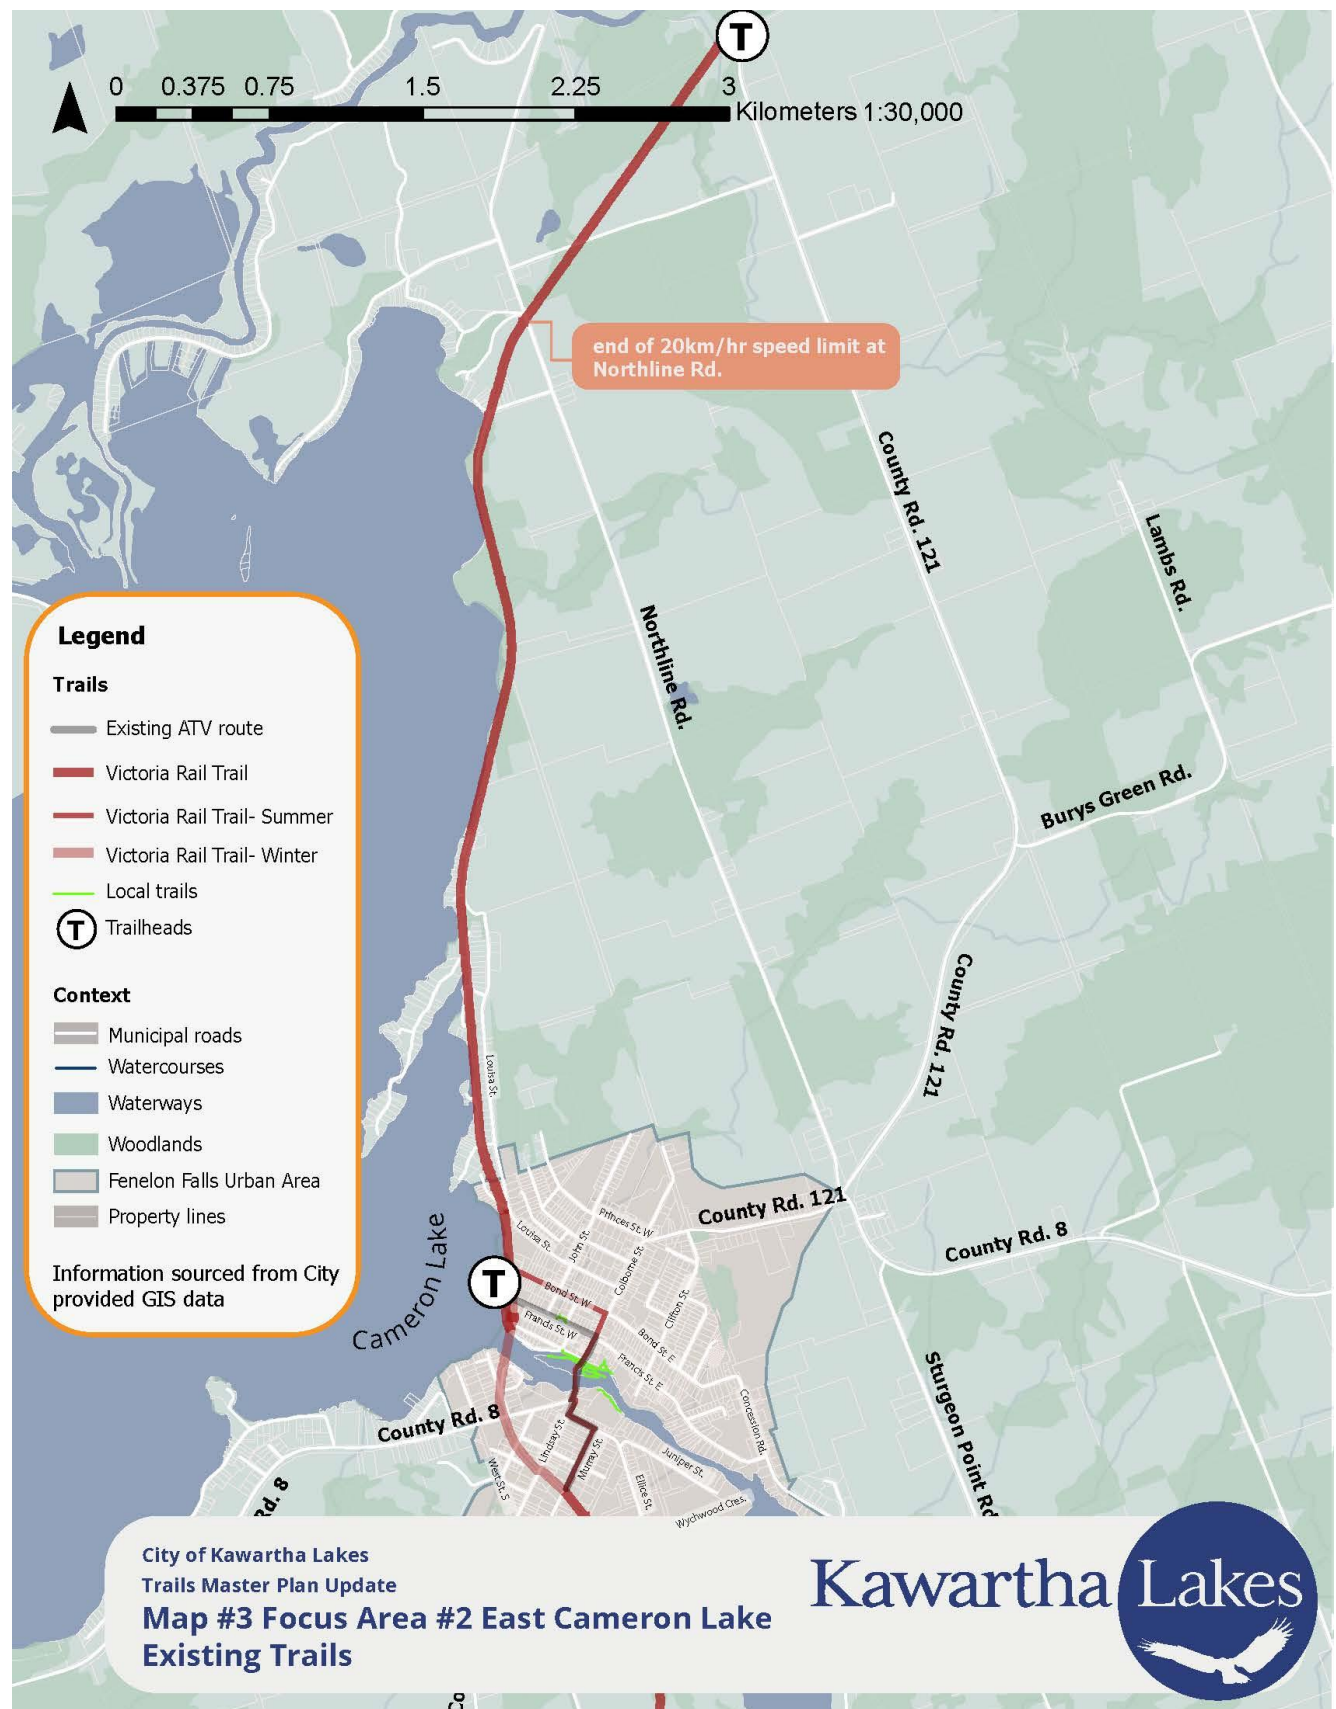 T
0 0.375 0.75 1.5 2.25 3
Kilometers 1:30,000
end of 20km/hr speed limit at
Northline Rd.
County Rd. 121
Lambs Rd.
Northline Rd.
Burys Green Rd.
County Rd. 121
Legend
Trails
Existing ATV route
Victoria Rail Trail
Victoria Rail Trail- Summer
Victoria Rail Trail- Winter
Local trails
T Trailheads
Context
Municipal roads
Watercourses
Waterways
Woodlands
Fenelon Falls Urban Area
Property lines
Information sourced from City
provided GIS data
Louisa St.
County Rd. 121
County Rd. 8
Princes St. W
Louisa St.
John St.
Colborne St.
Cameron Lake
T
Bond St. W
Clifton St.
Francis St. W
Bond St. E
Francis St. E
Concession Rd.
Sturgeon Point Rd
County Rd. 8
Lindsay St.
Murray St.
Juniper St.
West St. S
Ellice St.
Wychwood Cres.
Rd. 8
City of Kawartha Lakes
Trails Master Plan Update
Map #3 Focus Area #2 East Cameron Lake
Existing Trails
Kawartha Lakes
Co